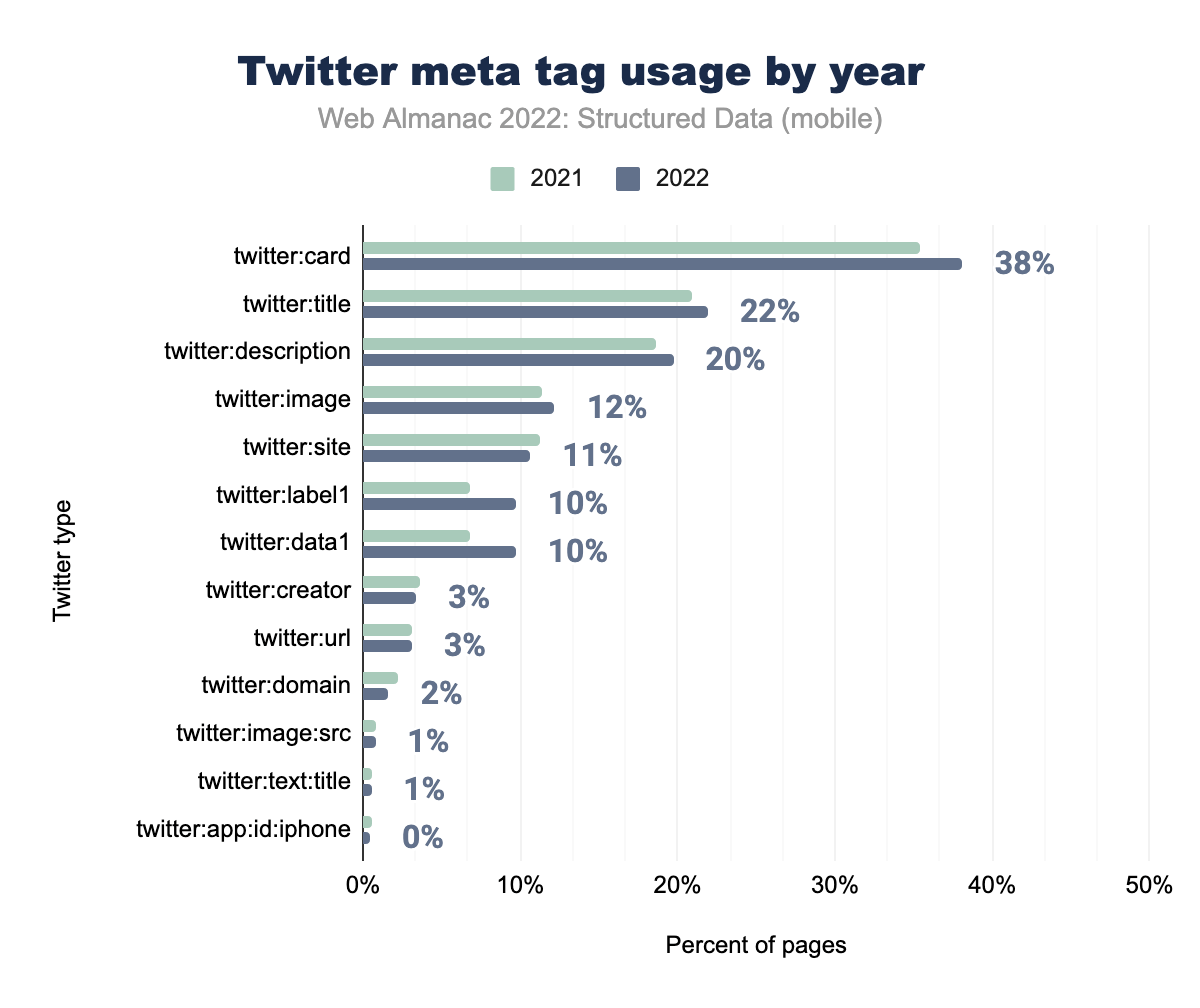 Twitter meta tag usage by year
Web Almanac 2022: Structured Data (mobile)
2021 2022
twitter:card 38%
twitter:title 22%
twitter:description 20%
twitter:image 12%
twitter:site 11%
twitter:label1 10%
twitter:data1 10%
twitter:creator 3%
twitter:url 3%
twitter:domain 2%
twitter:image:src 1%
twitter:text:title 1%
twitter:app:id:iphone 0%
Twitter type
0% 10% 20% 30% 40% 50%
Percent of pages